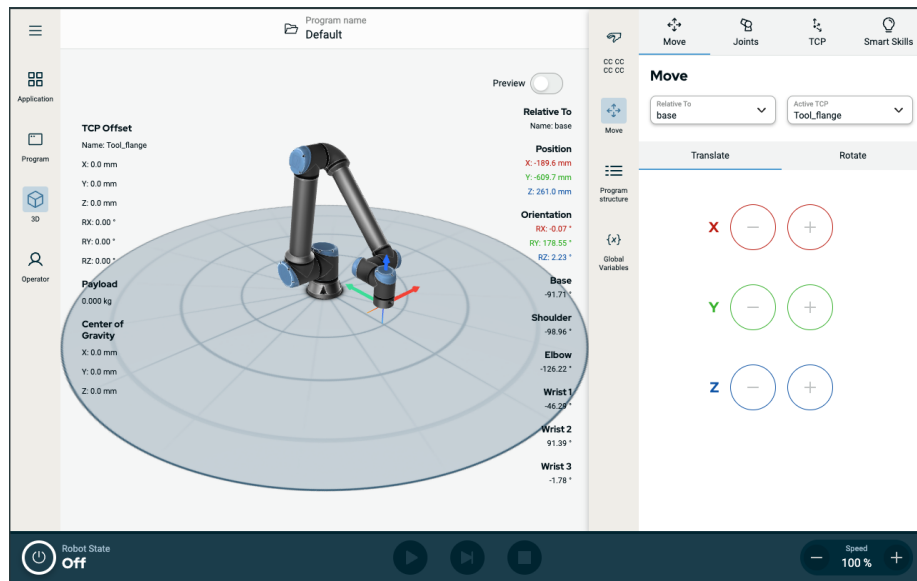 Program name
Default
Application
Program
3D
Operator
Preview
TCP Offset
Name: Tool_flange
X: 0.0 mm
Y: 0.0 mm
Z: 0.0 mm
RX: 0.00 °
RY: 0.00 °
RZ: 0.00 °
Payload
0.000 kg
Center of
Gravity
X: 0.0 mm
Y: 0.0 mm
Z: 0.0 mm
Relative To
Name: base
Position
X: -189.6 mm
Y: -609.7 mm
Z: 261.0 mm
Orientation
RX: -0.07 °
RY: 178.55 °
RZ: 2.23 °
Base
-91.71 °
Shoulder
-98.96 °
Elbow
-126.22 °
Wrist 1
-46.29 °
Wrist 2
91.39 °
Wrist 3
-1.78 °
CC CC
CC CC
Move
Program
structure
{x}
Global
Variables
Move
Joints
TCP
Smart Skills
Move
Relative To
base
Active TCP
Tool_flange
Translate
Rotate
X − +
Y − +
Z − +
Robot State
Off
Speed
− 100 % +